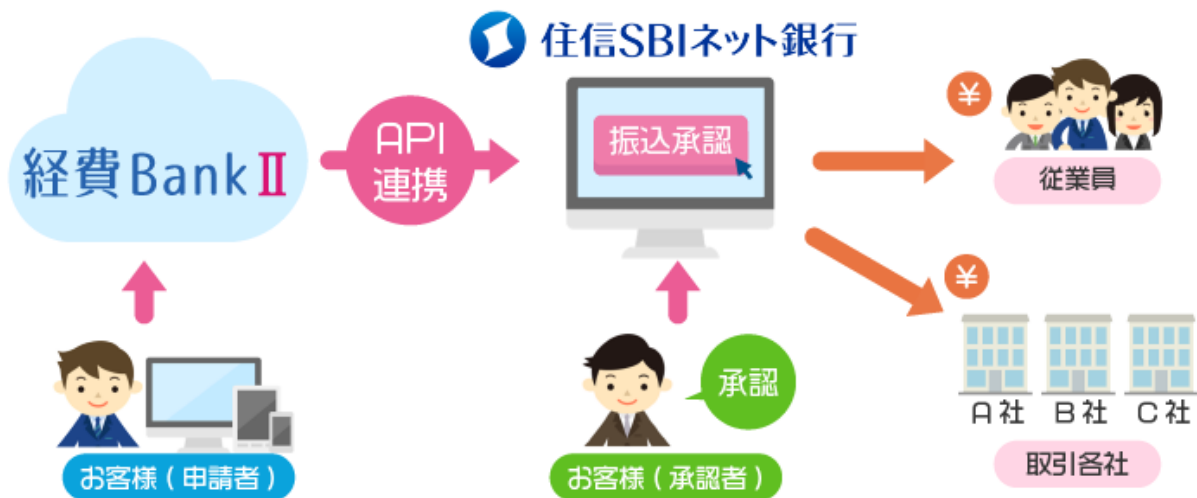 住信SBIネット銀行
経費BankⅡ
API
連携
振込承認
¥
従業員
¥
A社 B社 C社
取引各社
承認
お客様(申請者)
お客様(承認者)